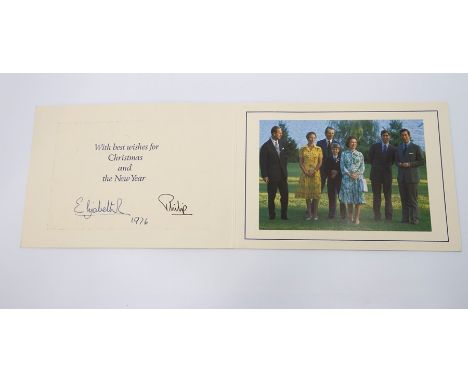 With best wishes for
Christmas
and
the New Year
Elizabeth R
1976
Philip